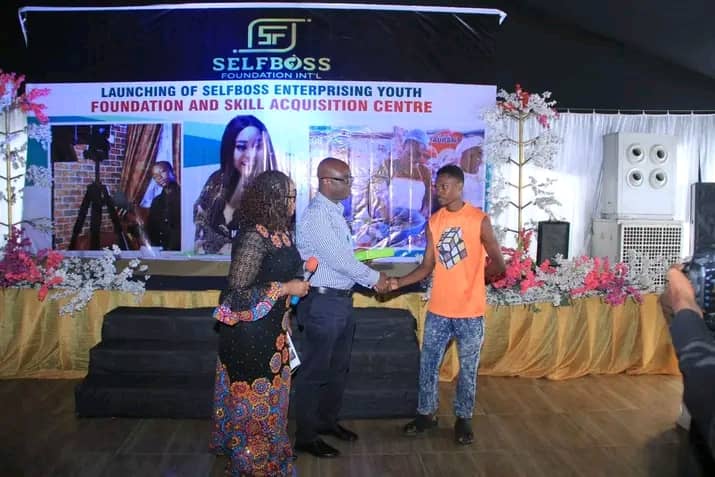 SF
SELFBOSS
FOUNDATION INT'L
LAUNCHING OF SELFBOSS ENTERPRISING YOUTH
FOUNDATION AND SKILL ACQUISITION CENTRE